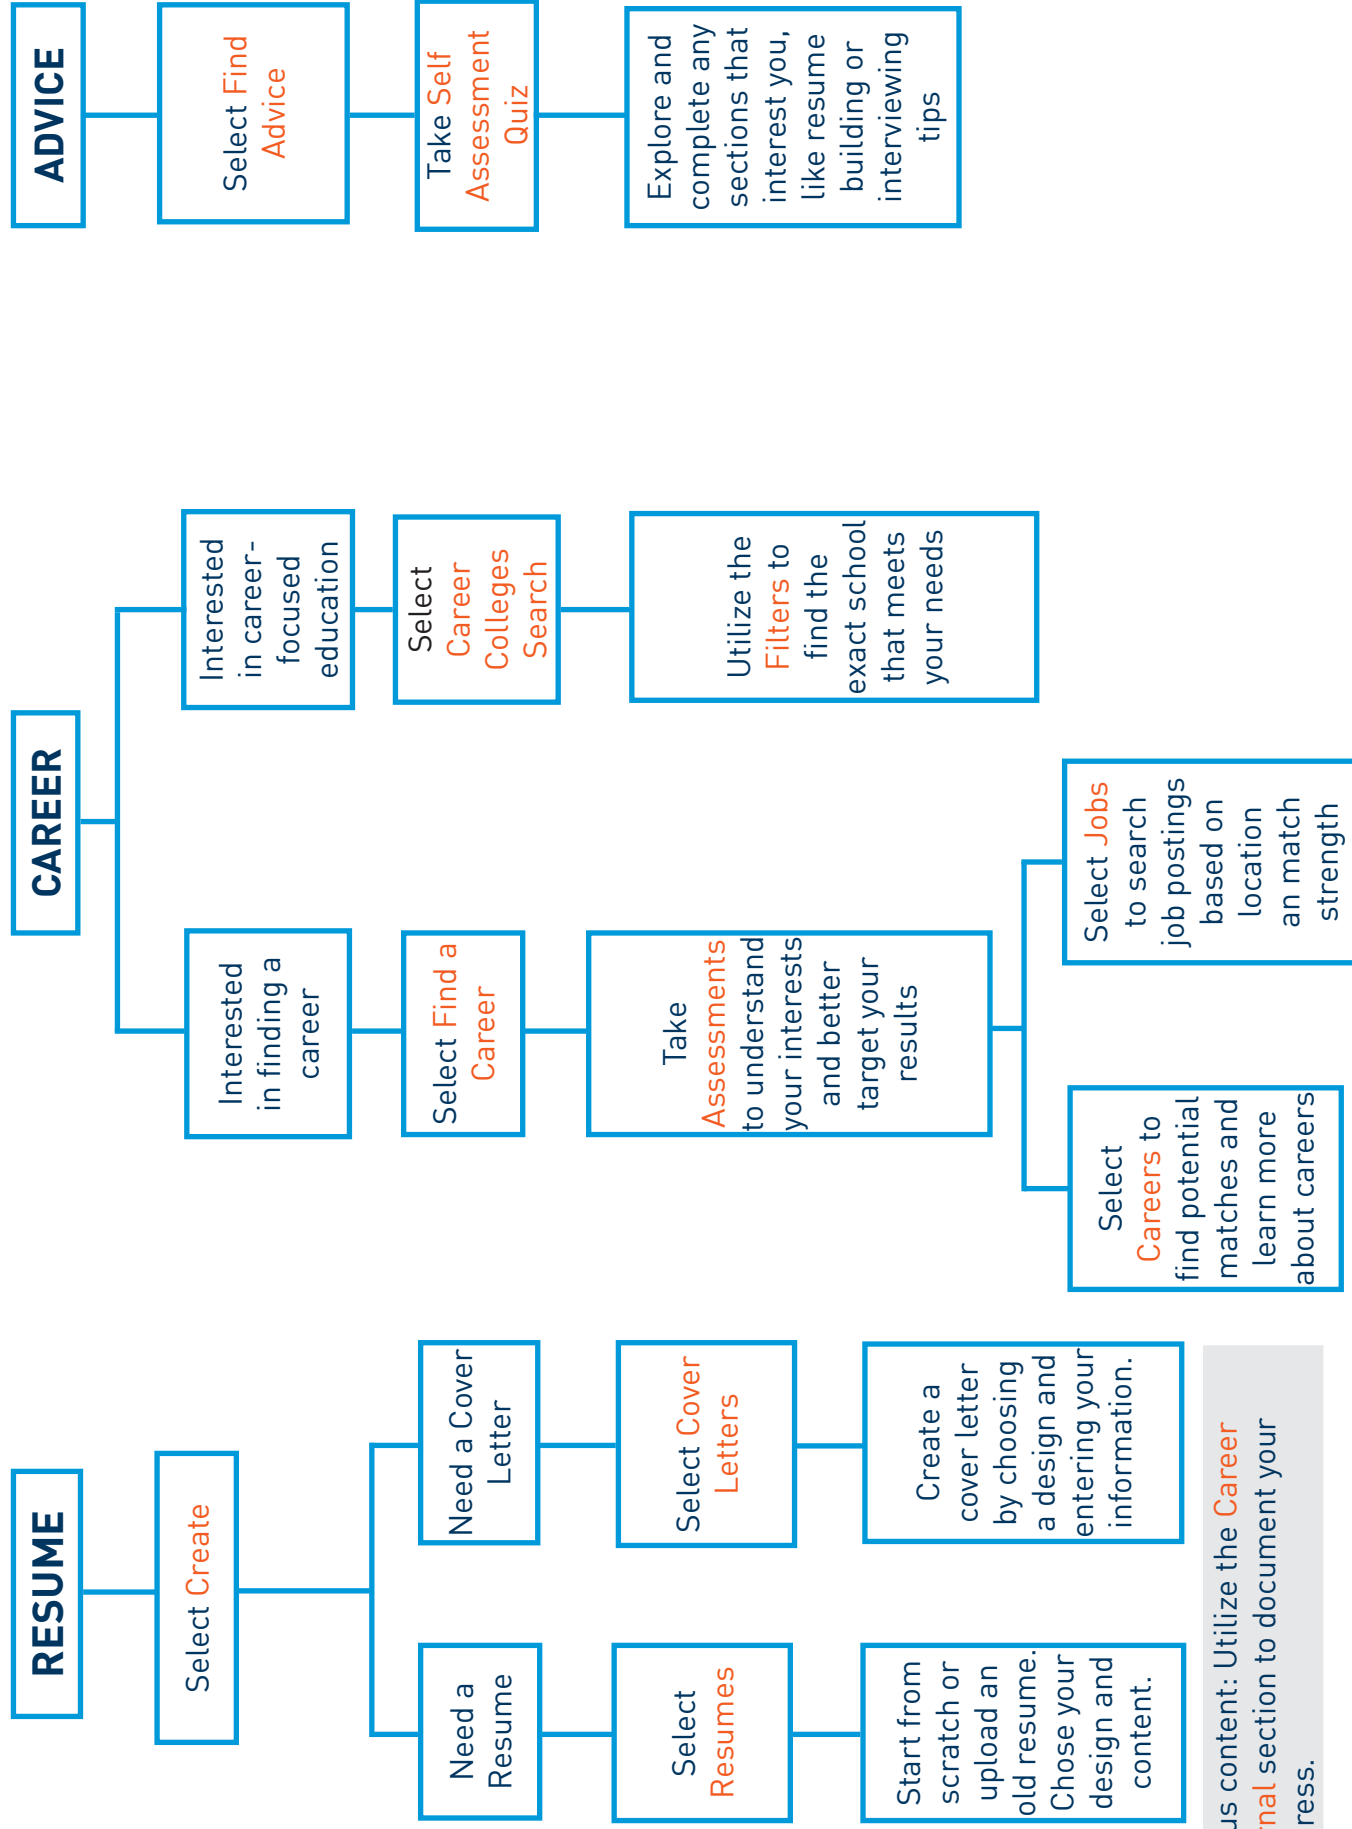 RESUME
Select Create
Need a
Resume
Select
Resumes
Start from
scratch or
upload an
old resume.
Chose your
design and
content.
Need a Cover
Letter
Select Cover
Letters
Create a
cover letter
by choosing
a design and
entering your
information.
us content: Utilize the Career
rnal section to document your
ress.
CAREER
Interested
in finding a
career
Select Find a
Career
Take
Assessments
to understand
your interests
and better
target your
results
Select
Careers to
find potential
matches and
learn more
about careers
Select Jobs
to search
job postings
based on
location
an match
strength
Interested
in career-
focused
education
Select
Career
Colleges
Search
Utilize the
Filters to
find the
exact school
that meets
your needs
ADVICE
Select Find
Advice
Take Self
Assessment
Quiz
Explore and
complete any
sections that
interest you,
like resume
building or
interviewing
tips